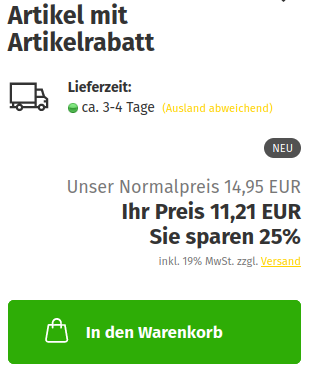 Artikel mit
Artikelrabatt
Lieferzeit:
ca. 3-4 Tage (Ausland abweichend)
NEU
Unser Normalpreis 14,95 EUR
Ihr Preis 11,21 EUR
Sie sparen 25%
inkl. 19% MwSt. zzgl. Versand
In den Warenkorb